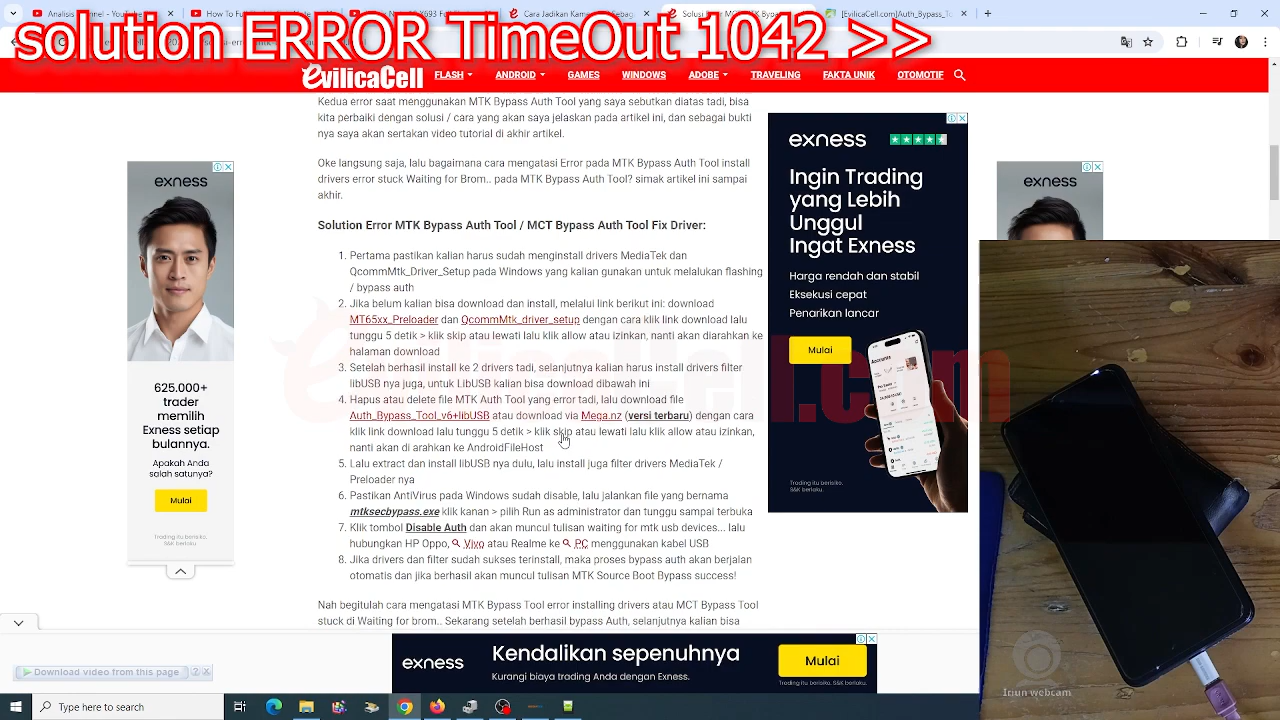 solution ERROR TimeOut 1042 >>
evilicaCell
FLASH
ANDROID
GAMES
WINDOWS
ADOBE
TRAVELING
FAKTA UNIK
OTOMOTIF
Kedua error saat menggunakan MTK Bypass Auth Tool yang saya sebutkan diatas tadi, bisa
kita perbaiki dengan solusi / cara yang akan saya jelaskan pada artikel ini, dan sebagai bukti
nya saya akan sertakan video tutorial di akhir artikel.
Oke langsung saja, lalu bagaimana cara mengatasi Error pada MTK Bypass Auth Tool install
drivers error stuck Waiting for Brom.. pada MTK Bypass Auth Tool? simak artikel ini sampai
akhir.
Solution Error MTK Bypass Auth Tool / MCT Bypass Auth Tool Fix Driver:
1. Pertama pastikan kalian harus sudah menginstall drivers MediaTek dan
QcommMtk_Driver_Setup pada Windows yang kalian gunakan untuk melalukan flashing
/ bypass auth
2. Jika belum kalian bisa download dan install, melalui link berikut ini: download
MT65xx_Preloader dan QcommMtk_driver_setup dengan cara klik link download lalu
tunggu 5 detik > klik skip atau lewati lalu klik allow atau izinkan, nanti akan diarahkan ke
halaman download
3. Setelah berhasil install ke 2 drivers tadi, selanjutnya kalian harus install drivers filter
libUSB nya juga, untuk LibUSB kalian bisa download dibawah ini
4. Hapus atau delete file MTK Auth Tool yang error tadi, lalu download file
Auth_Bypass_Tool_v6+libUSB atau download via Mega.nz (versi terbaru) dengan cara
klik link download lalu tunggu 5 detik > klik skip atau lewati lalu klik allow atau izinkan,
nanti akan di arahkan ke AndroidFileHost
5. Lalu extract dan install libUSB nya dulu, lalu install juga filter drivers MediaTek /
Preloader nya
6. Pastikan AntiVirus pada Windows sudah disable, lalu jalankan file yang bernama
mtksecbypass.exe klik kanan > pilih Run as administrator dan tunggu sampai terbuka
7. Klik tombol Disable Auth dan akan muncul tulisan waiting for mtk usb devices... lalu
hubungkan HP Oppo, Vivo atau Realme ke PC menggunakan kabel USB
8. Jika drivers dan filter sudah sukses terinstall, maka proses bypass auth akan berjalan
otomatis dan jika berhasil akan muncul tulisan MTK Source Boot Bypass success!
Nah begitulah cara mengatasi MTK Bypass Tool error installing drivers atau MCT Bypass Tool
stuck di Waiting for brom.. Sekarang setelah berhasil bypass Auth, selanjutnya kalian bisa
exness
625.000+
trader
memilih
Exness setiap
bulannya.
Apakah Anda
salah satunya?
Mulai
Trading itu berisiko.
S&K berlaku.
exness
Ingin Trading
yang Lebih
Unggul
Ingat Exness
Harga rendah dan stabil
Eksekusi cepat
Penarikan lancar
Mulai
Trading itu berisiko.
S&K berlaku.
exness
exness
Kendalikan sepenuhnya
Kurangi biaya trading Anda dengan Exness.
Mulai
Trading itu berisiko. S&K berlaku.
Download video from this page
?
Type here to search
Iriun webcam